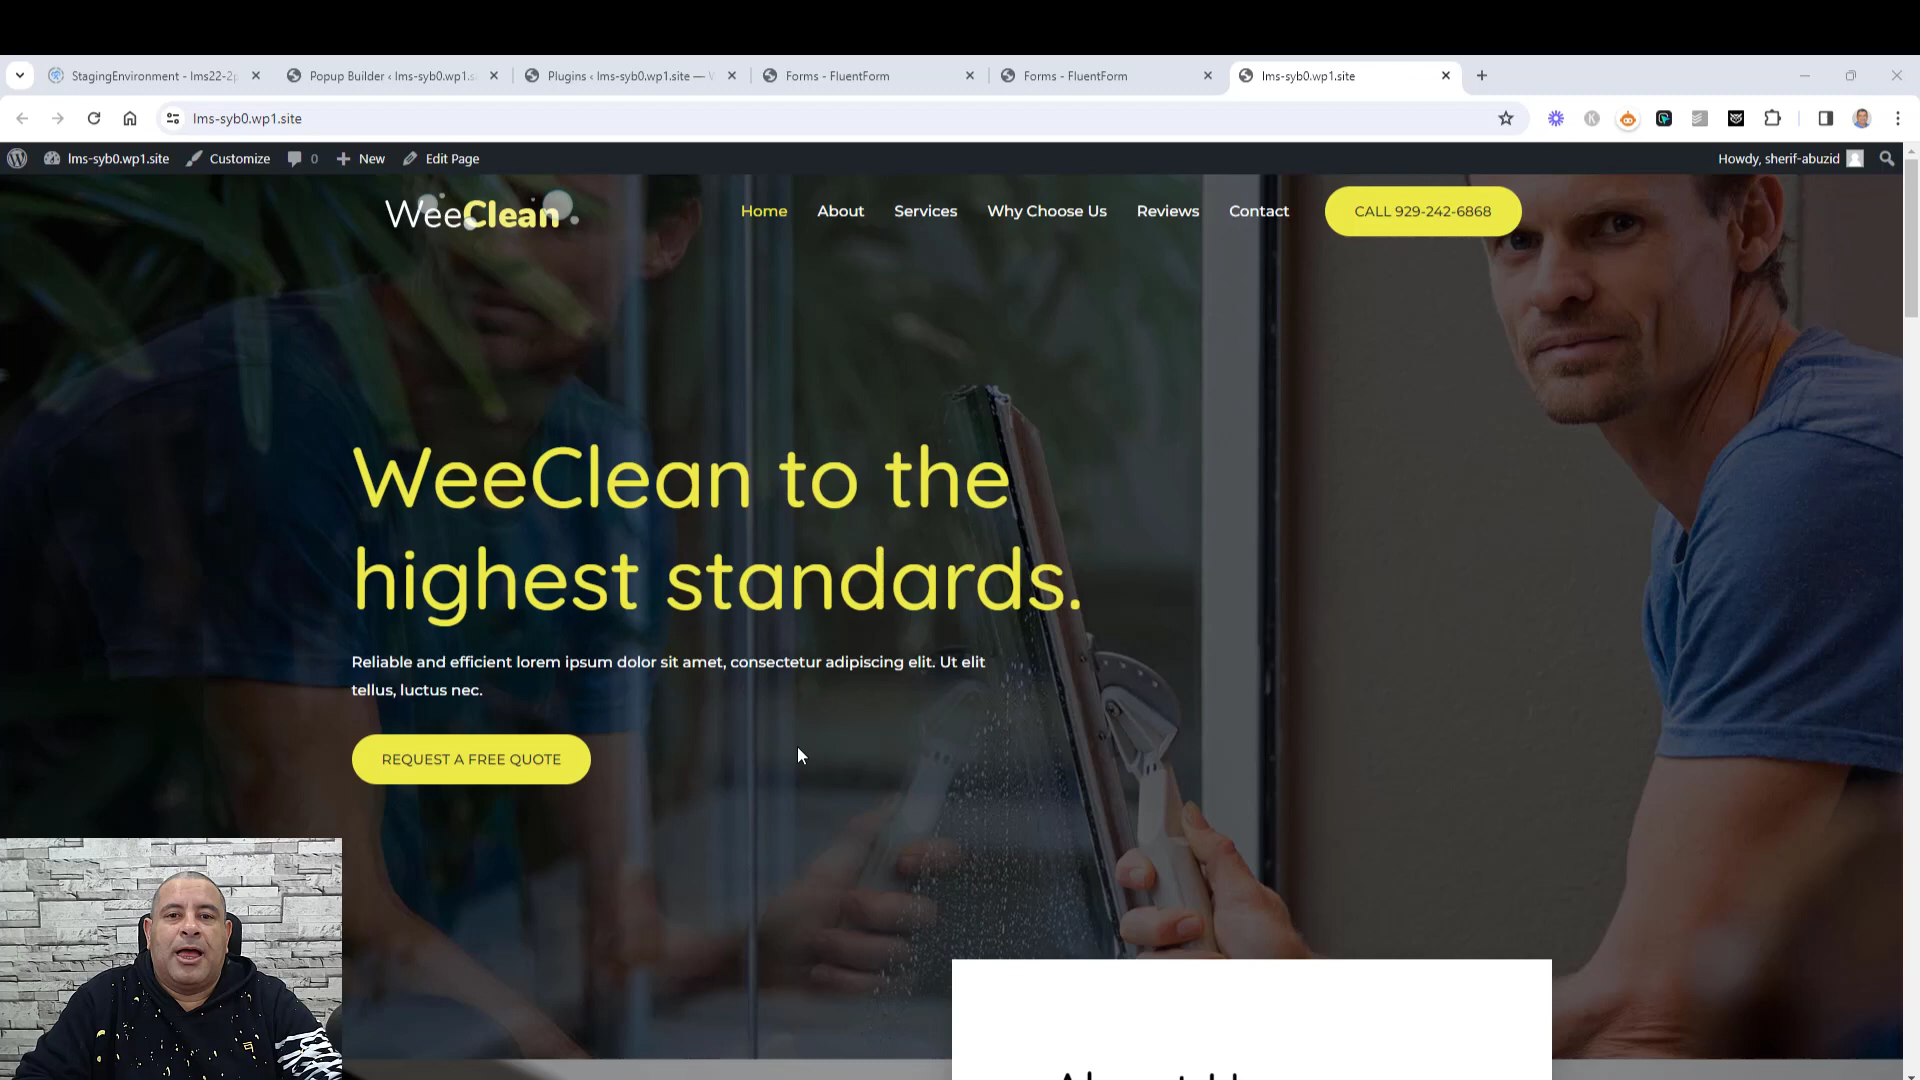 StagingEnvironment - lms22-2p
Popup Builder ‹ lms-syb0.wp1.s
Plugins ‹ lms-syb0.wp1.site —
Forms - FluentForm
Forms - FluentForm
lms-syb0.wp1.site
lms-syb0.wp1.site
lms-syb0.wp1.site
Customize
0
New
Edit Page
Howdy, sherif-abuzid
WeeClean
Home
About
Services
Why Choose Us
Reviews
Contact
CALL 929-242-6868
WeeClean to the
highest standards.
Reliable and efficient lorem ipsum dolor sit amet, consectetur adipiscing elit. Ut elit
tellus, luctus nec.
REQUEST A FREE QUOTE